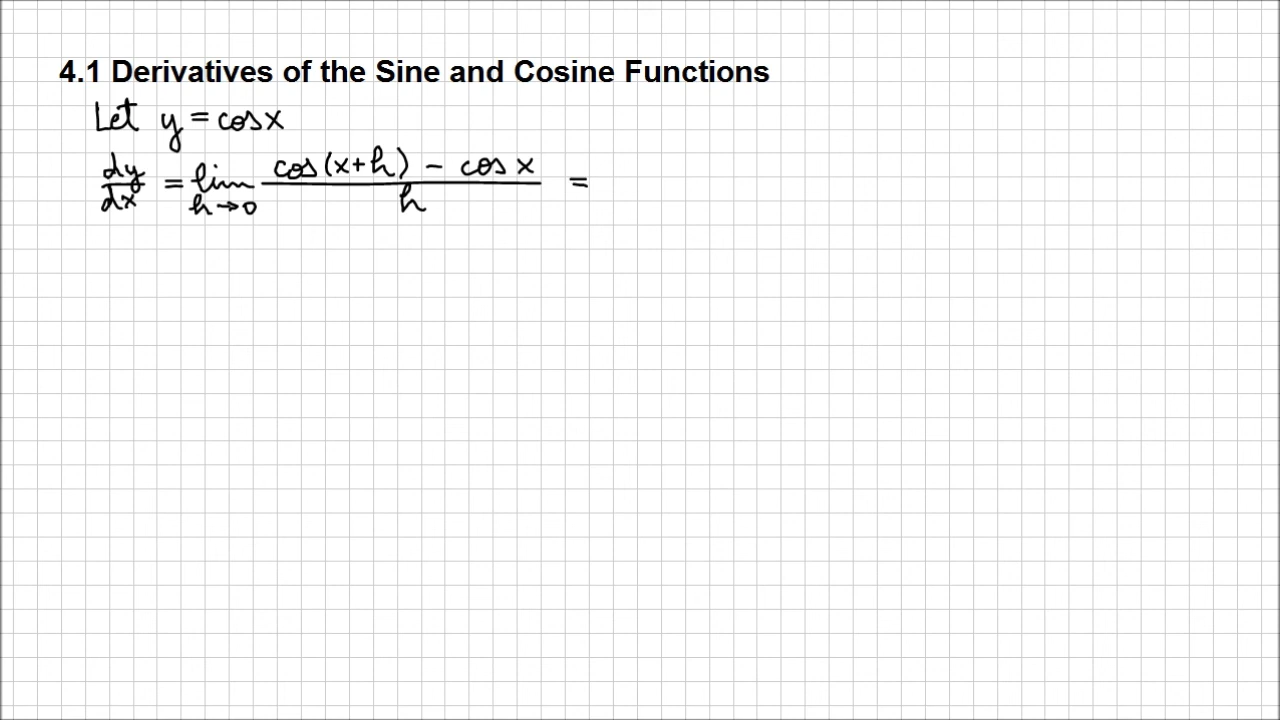 4.1 Derivatives of the Sine and Cosine Functions
Let y = cos x
dy/dx = lim h→0 (cos(x+h) - cos x)/h =